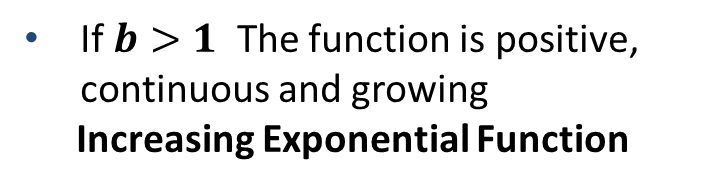 • If b > 1 The function is positive,
continuous and growing
Increasing Exponential Function